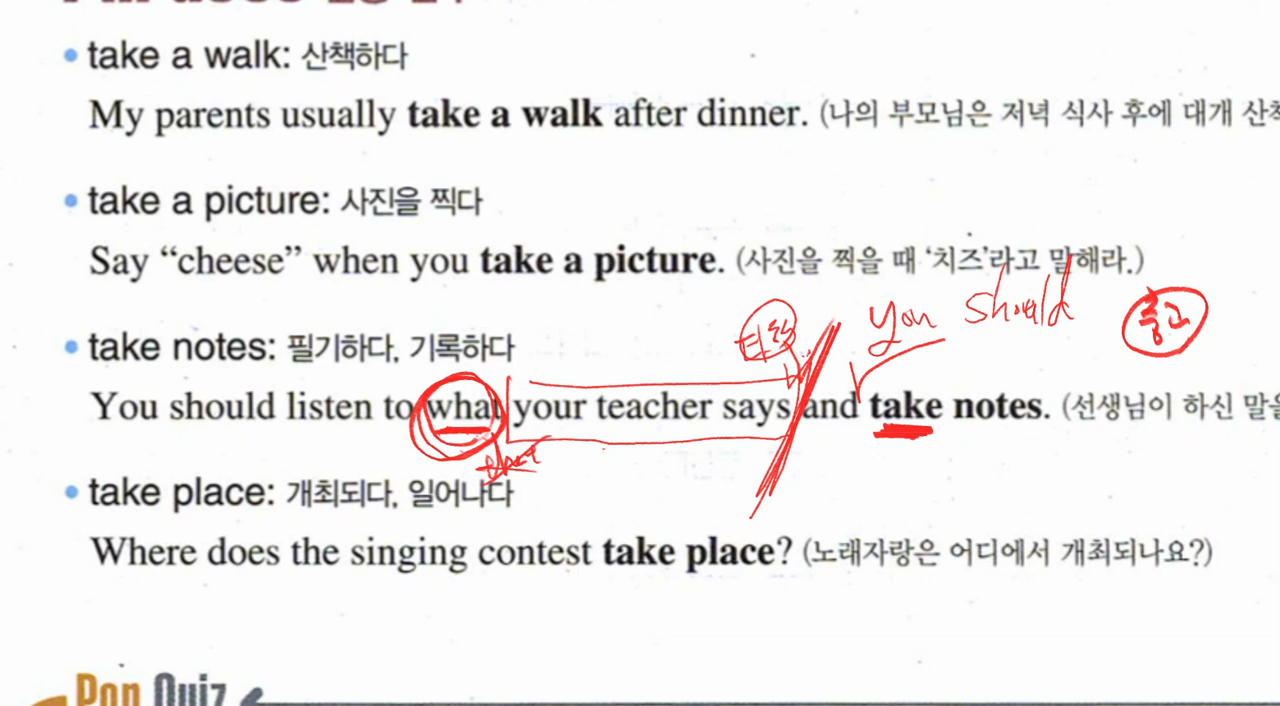 • take a walk: 산책하다
My parents usually take a walk after dinner. (나의 부모님은 저녁 식사 후에 대개 산책
• take a picture: 사진을 찍다
Say “cheese” when you take a picture. (사진을 찍을 때 ‘치즈’라고 말해라.)
You should
• take notes: 필기하다, 기록하다
You should listen to what your teacher says and take notes. (선생님이 하신 말을
• take place: 개최되다, 일어나다
Where does the singing contest take place? (노래자랑은 어디에서 개최되나요?)
Pop Quiz